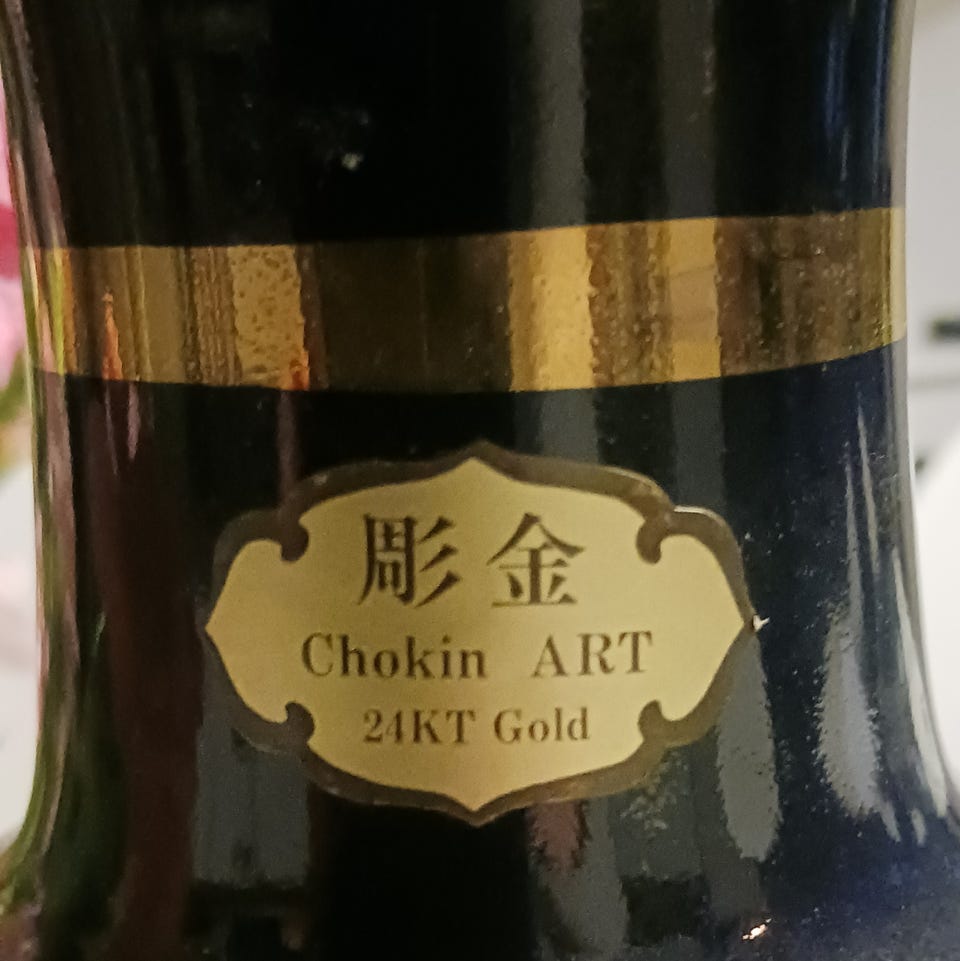 彫金
Chokin ART
24KT Gold